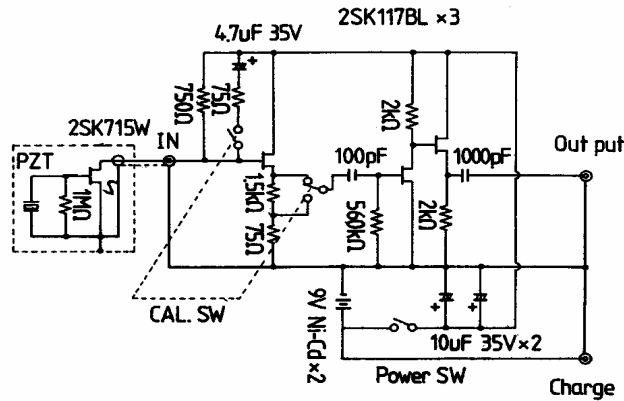 2SK117BL ×3
4.7uF 35V
750Ω
75Ω
2kΩ
2SK715W
IN
PZT
1MΩ
1.5kΩ
75Ω
100pF
560kΩ
2kΩ
1000pF
Out put
CAL. SW
9V Ni-Cd×2
10uF 35V×2
Power SW
Charge